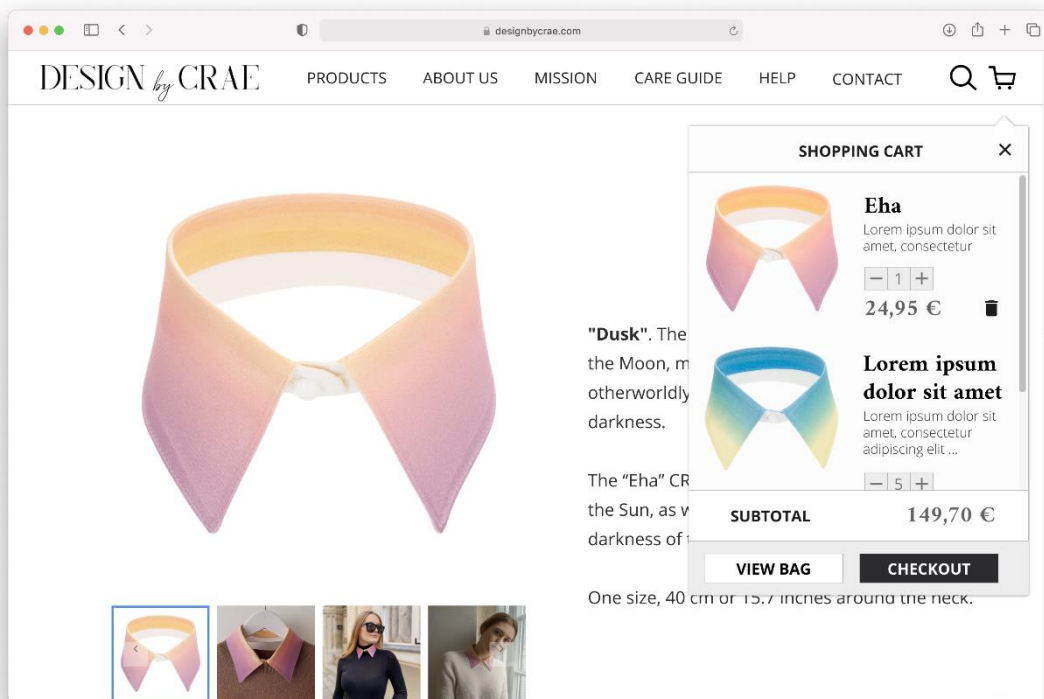 designbycrae.com
DESIGN by CRAE
PRODUCTS
ABOUT US
MISSION
CARE GUIDE
HELP
CONTACT
SHOPPING CART
Eha
Lorem ipsum dolor sit
amet, consectetur
1
24,95 €
Lorem ipsum
dolor sit amet
Lorem ipsum dolor sit
amet, consectetur
adipiscing elit ...
5
SUBTOTAL
149,70 €
VIEW BAG
CHECKOUT
"Dusk". The
the Moon, m
otherworldly
darkness.
The “Eha” CR
the Sun, as w
darkness of
One size, 40 cm or 15.7 inches around the neck.